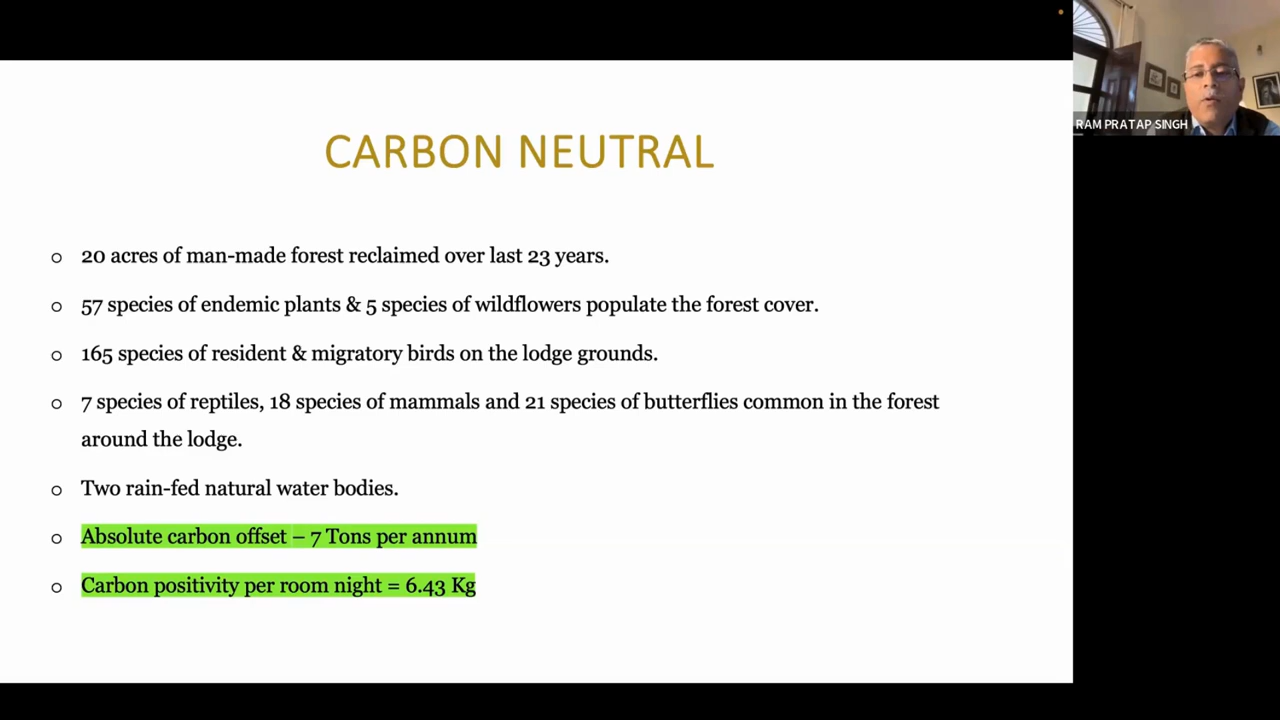 RAM PRATAP SINGH
CARBON NEUTRAL
o 20 acres of man-made forest reclaimed over last 23 years.
o 57 species of endemic plants & 5 species of wildflowers populate the forest cover.
o 165 species of resident & migratory birds on the lodge grounds.
o 7 species of reptiles, 18 species of mammals and 21 species of butterflies common in the forest
around the lodge.
o Two rain-fed natural water bodies.
o Absolute carbon offset – 7 Tons per annum
o Carbon positivity per room night = 6.43 Kg